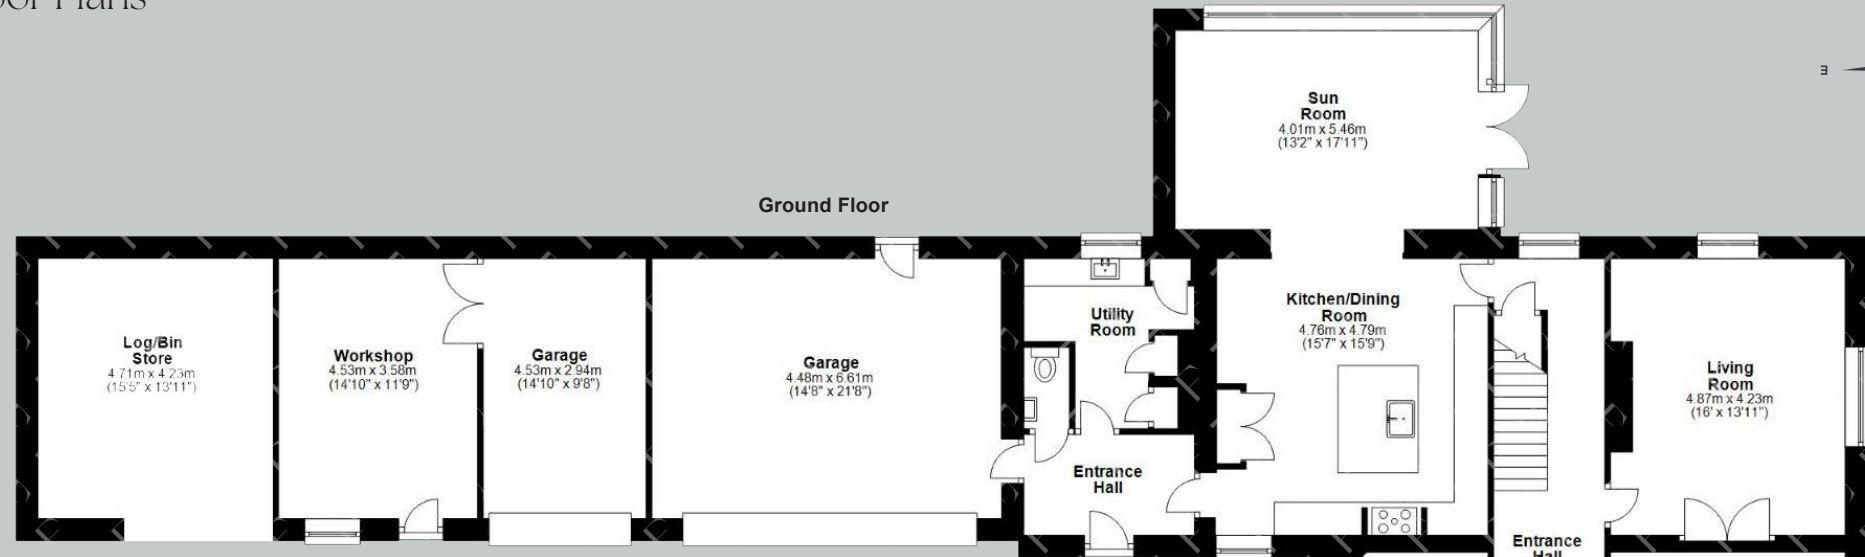 Ground Floor
Sun
Room
4.01m x 5.46m
(13'2" x 17'11")
Log/Bin
Store
4.71m x 4.23m
(15'5" x 13'11")
Workshop
4.53m x 3.58m
(14'10" x 11'9")
Garage
4.53m x 2.94m
(14'10" x 9'8")
Garage
4.48m x 6.61m
(14'8" x 21'8")
Utility
Room
Kitchen/Dining
Room
4.76m x 4.79m
(15'7" x 15'9")
Living
Room
4.87m x 4.23m
(16' x 13'11")
Entrance
Hall
Entrance
Hall